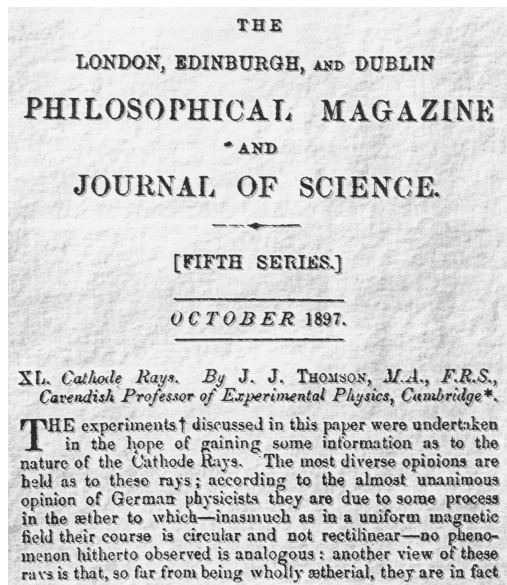 THE
LONDON, EDINBURGH, AND DUBLIN
PHILOSOPHICAL MAGAZINE
AND
JOURNAL OF SCIENCE.
[FIFTH SERIES.]
OCTOBER 1897.
XL. Cathode Rays. By J. J. THOMSON, M.A., F.R.S.,
Cavendish Professor of Experimental Physics, Cambridge*.
THE experiments† discussed in this paper were undertaken
in the hope of gaining some information as to the
nature of the Cathode Rays. The most diverse opinions are
held as to these rays; according to the almost unanimous
opinion of German physicists they are due to some process
in the æther to which—inasmuch as in a uniform magnetic
field their course is circular and not rectilinear—no pheno-
menon hitherto observed is analogous: another view of these
rays is that, so far from being wholly ætherial, they are in fact